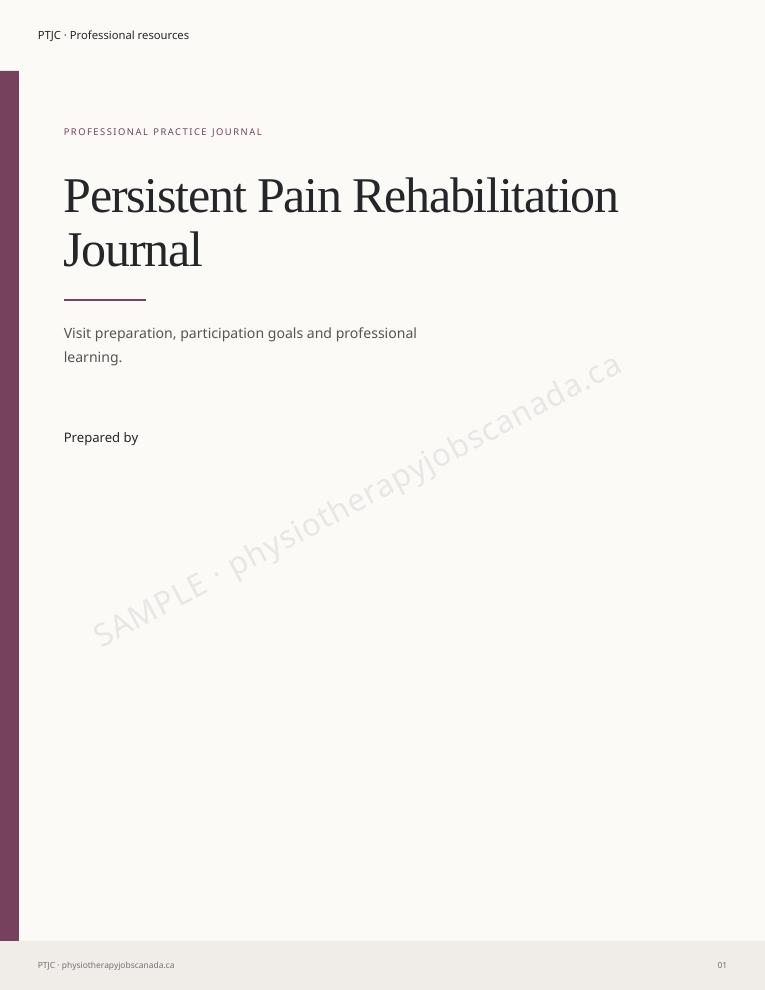 PTJC · Professional resources
PROFESSIONAL PRACTICE JOURNAL
Persistent Pain Rehabilitation
Journal
Visit preparation, participation goals and professional
learning.
Prepared by
SAMPLE · physiotherapyjobscanada.ca
PTJC · physiotherapyjobscanada.ca
01